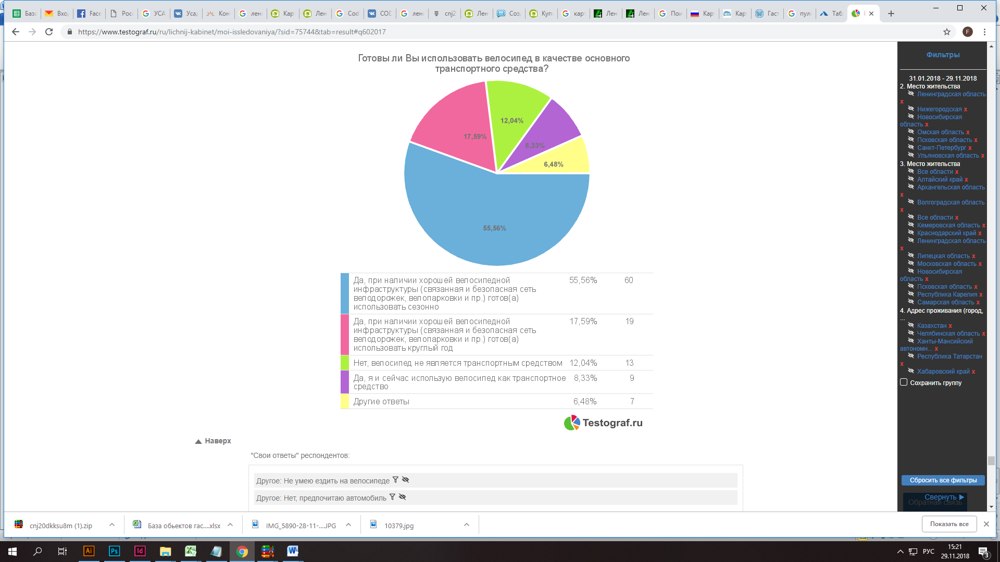 База
Вхо
Face
Рос
УСА
Уса
Кон
лен
Кар
Лен
Cod
COD
лен
cnj2
Лен
Соз
Куп
кар
Лен
Лен
Пои
Кар
Кар
Гаст
пул
Таб
https://www.testograf.ru/ru/lichnij-kabinet/moi-issledovaniya/?sid=75744&tab=result#q602017
F
Готовы ли Вы использовать велосипед в качестве основного
транспортного средства?
12,04%
17,59%
8,33%
6,48%
55,56%
Да, при наличии хорошей велосипедной 55,56% 60
инфраструктуры (связанная и безопасная сеть
велодорожек, велопарковки и пр.) готов(а)
использовать сезонно
Да, при наличии хорошей велосипедной 17,59% 19
инфраструктуры (связанная и безопасная сеть
велодорожек, велопарковки и пр.) готов(а)
использовать круглый год
Нет, велосипед не является транспортным средством 12,04% 13
Да, я и сейчас использую велосипед как транспортное 8,33% 9
средство
Другие ответы 6,48% 7
Testograf.ru
Наверх
"Свои ответы" респондентов:
Другое: Не умею ездить на велосипеде
Другое: Нет, предпочитаю автомобиль
Фильтры
31.01.2018 - 29.11.2018
2. Место жительства
Ленинградская область
x
Нижегородская x
Новосибирская
область x
Омская область x
Псковская область x
Санкт-Петербург x
Ульяновская область x
3. Место жительства
Все области x
Алтайский край x
Архангельская область
x
Волгоградская область
x
Все области x
Кемеровская область x
Краснодарский край x
Ленинградская область
x
Липецкая область x
Московская область x
Новосибирская
область x
Псковская область x
Республика Карелия x
Самарская область x
4. Адрес проживания (город,
...
Казахстан x
Челябинская область x
Ханты-Мансийский
автономн... x
Республика Татарстан
x
Хабаровский край x
Сохранить группу
Сбросить все фильтры
Свернуть
Обратная связь
cnj20dkksu8m (1).zip
База обьектов гас....xlsx
IMG_5890-28-11-....JPG
10379.jpg
Показать все
Ai
Ps
Id
РУС
15:21
29.11.2018
3